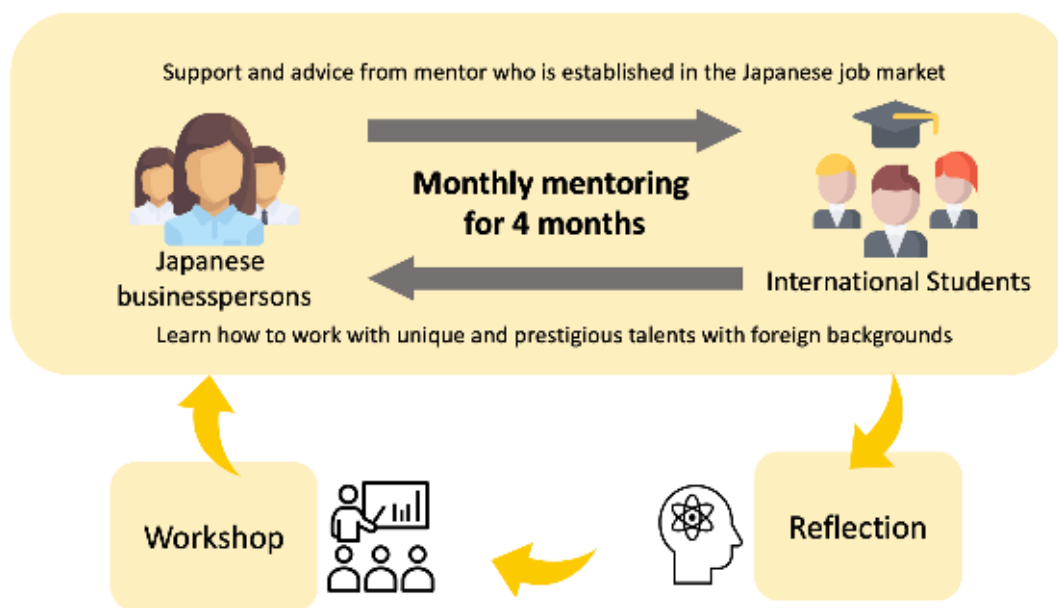 Support and advice from mentor who is established in the Japanese job market
Monthly mentoring
for 4 months
Japanese
businesspersons
International Students
Learn how to work with unique and prestigious talents with foreign backgrounds
Workshop
Reflection